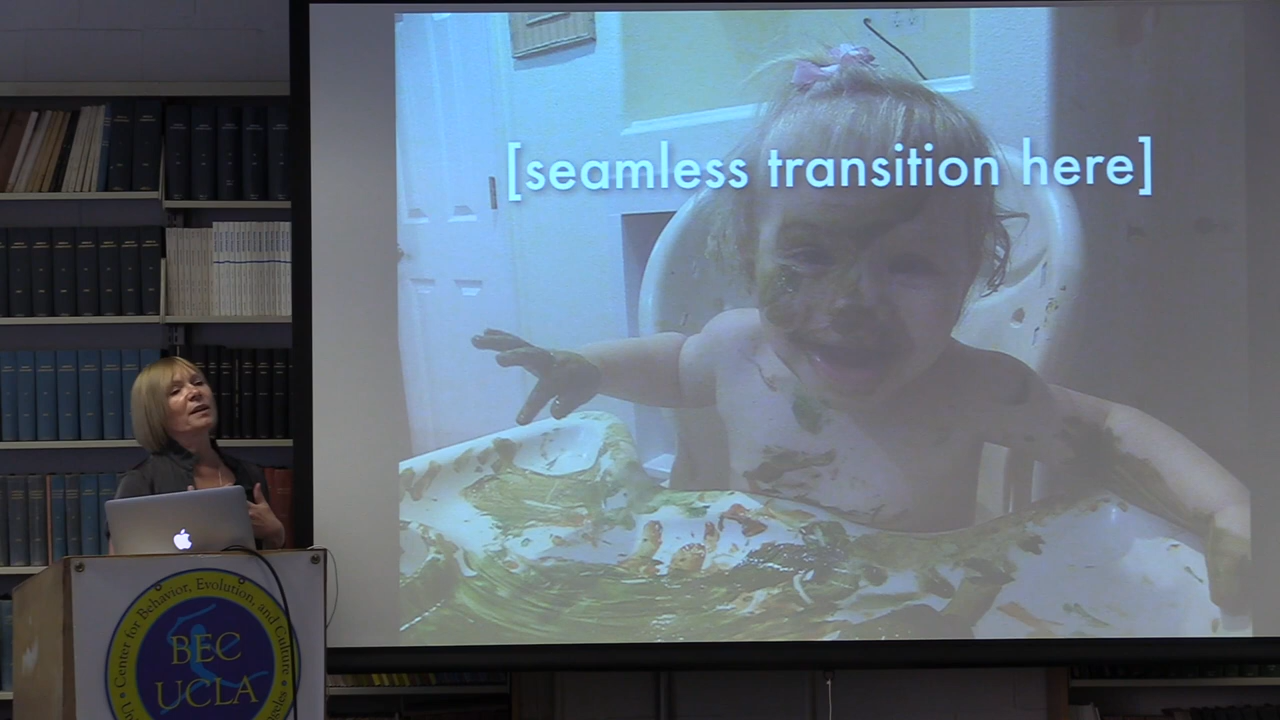 [seamless transition here]
Center for Behavior, Evolution, and Culture
BEC
UCLA